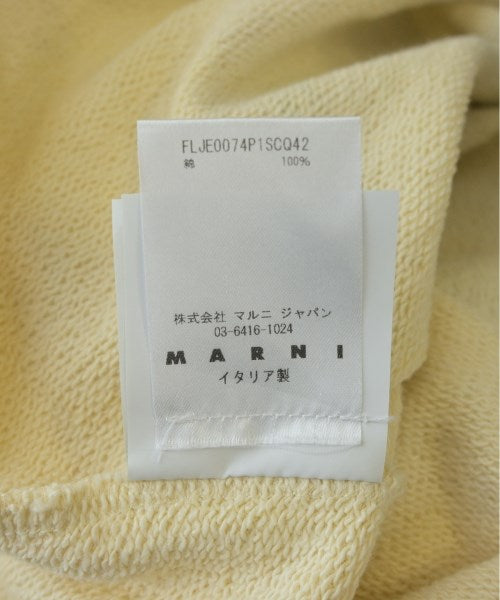 FLJE0074P1SCQ42
綿 100%
株式会社 マルニ ジャパン
03-6416-1024
MARNI
イタリア製